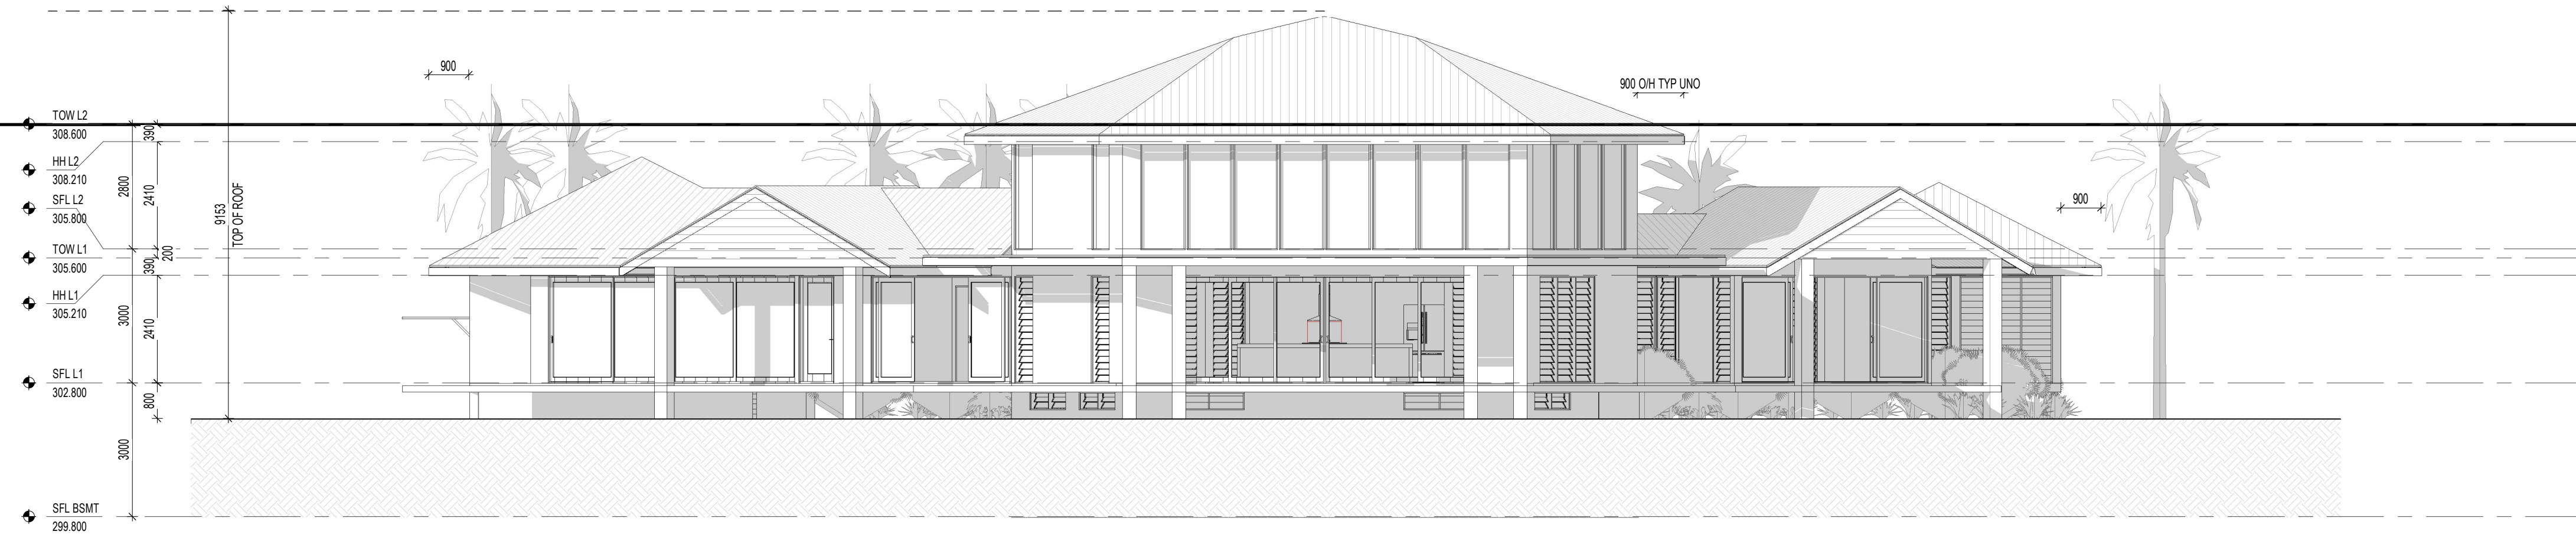 900
900 O/H TYP UNO
TOW L2
308.600
390
HH L2
308.210
2800
2410
SFL L2
305.800
9153
TOP OF ROOF
900
200
TOW L1
305.600
390
HH L1
305.210
3000
2410
SFL L1
302.800
800
3000
SFL BSMT
299.800